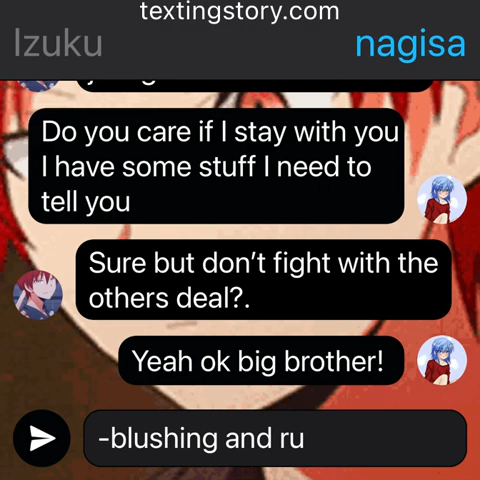 textingstory.com
Izuku
nagisa
Do you care if I stay with you
I have some stuff I need to
tell you
Sure but don’t fight with the
others deal?.
Yeah ok big brother!
-blushing and ru